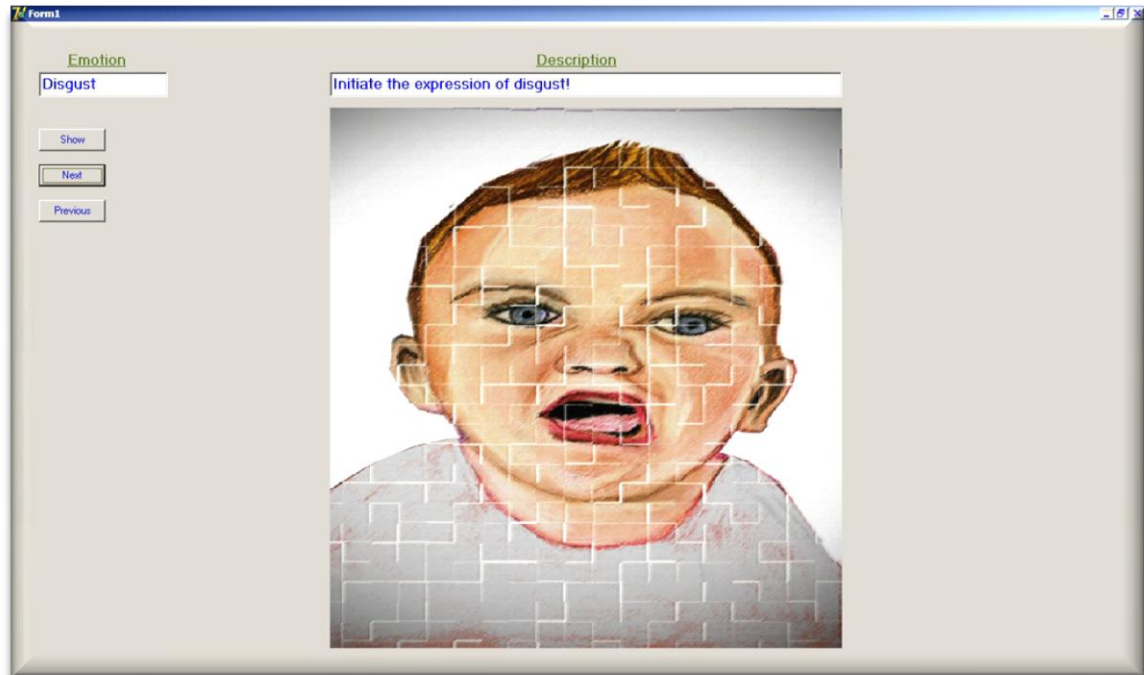 Form1
Emotion
Description
Disgust
Initiate the expression of disgust!
Show
Next
Previous